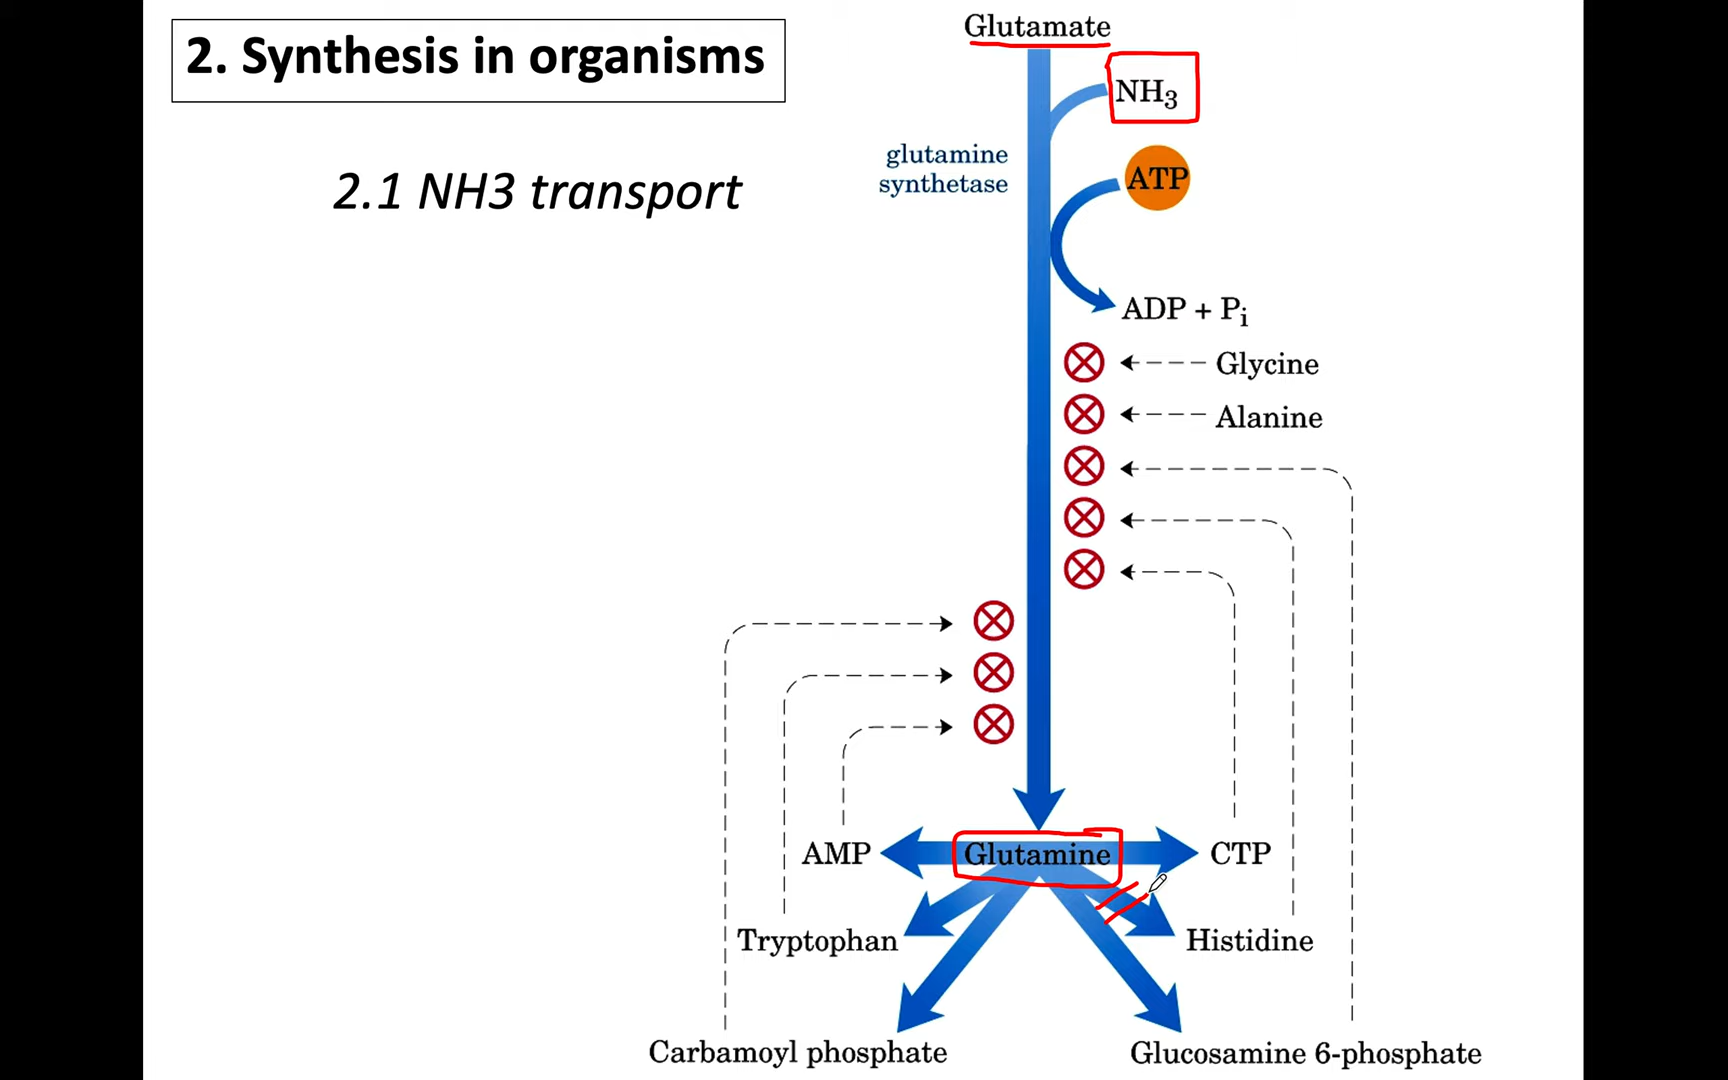 2. Synthesis in organisms
2.1 NH3 transport
Glutamate
NH₃
glutamine
synthetase
ATP
ADP + Pᵢ
Glycine
Alanine
AMP
Glutamine
CTP
Tryptophan
Histidine
Carbamoyl phosphate
Glucosamine 6-phosphate